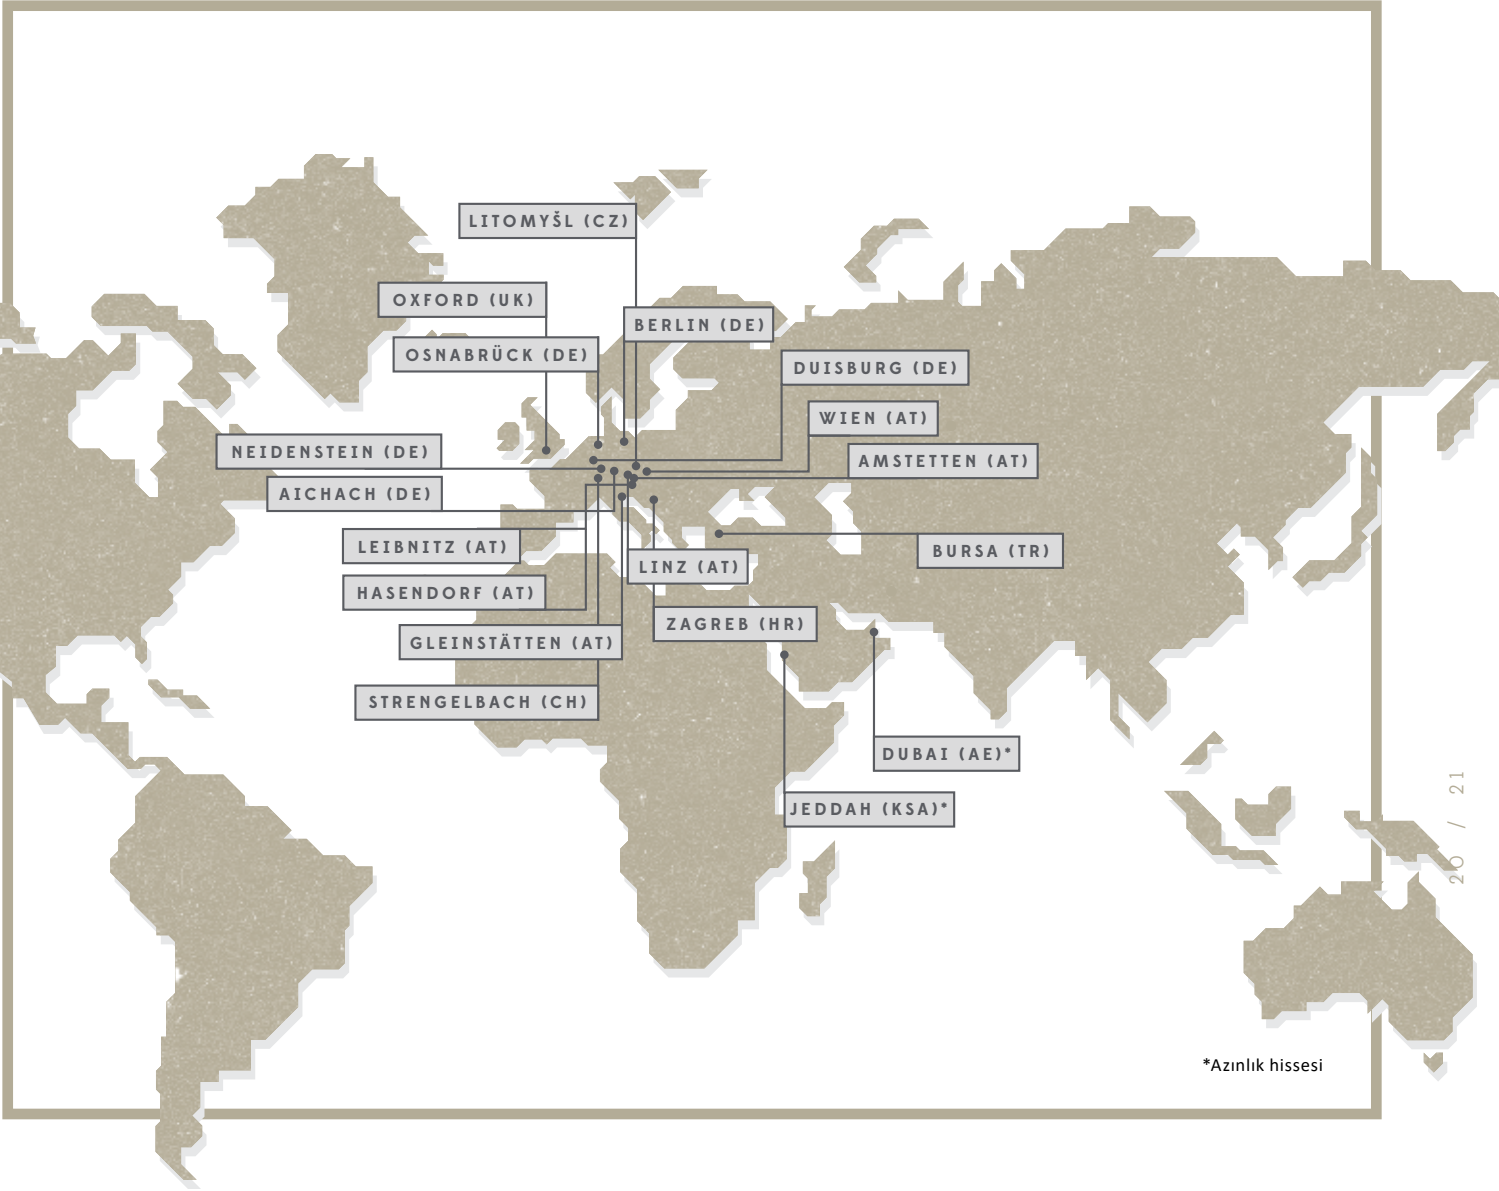 LITOMYŠL (CZ)
OXFORD (UK)
BERLIN (DE)
OSNABRÜCK (DE)
DUISBURG (DE)
WIEN (AT)
NEIDENSTEIN (DE)
AMSTETTEN (AT)
AICHACH (DE)
LEIBNITZ (AT)
BURSA (TR)
LINZ (AT)
HASENDORF (AT)
ZAGREB (HR)
GLEINSTÄTTEN (AT)
STRENGELBACH (CH)
DUBAI (AE)*
JEDDAH (KSA)*
20 / 21
*Azınlık hissesi